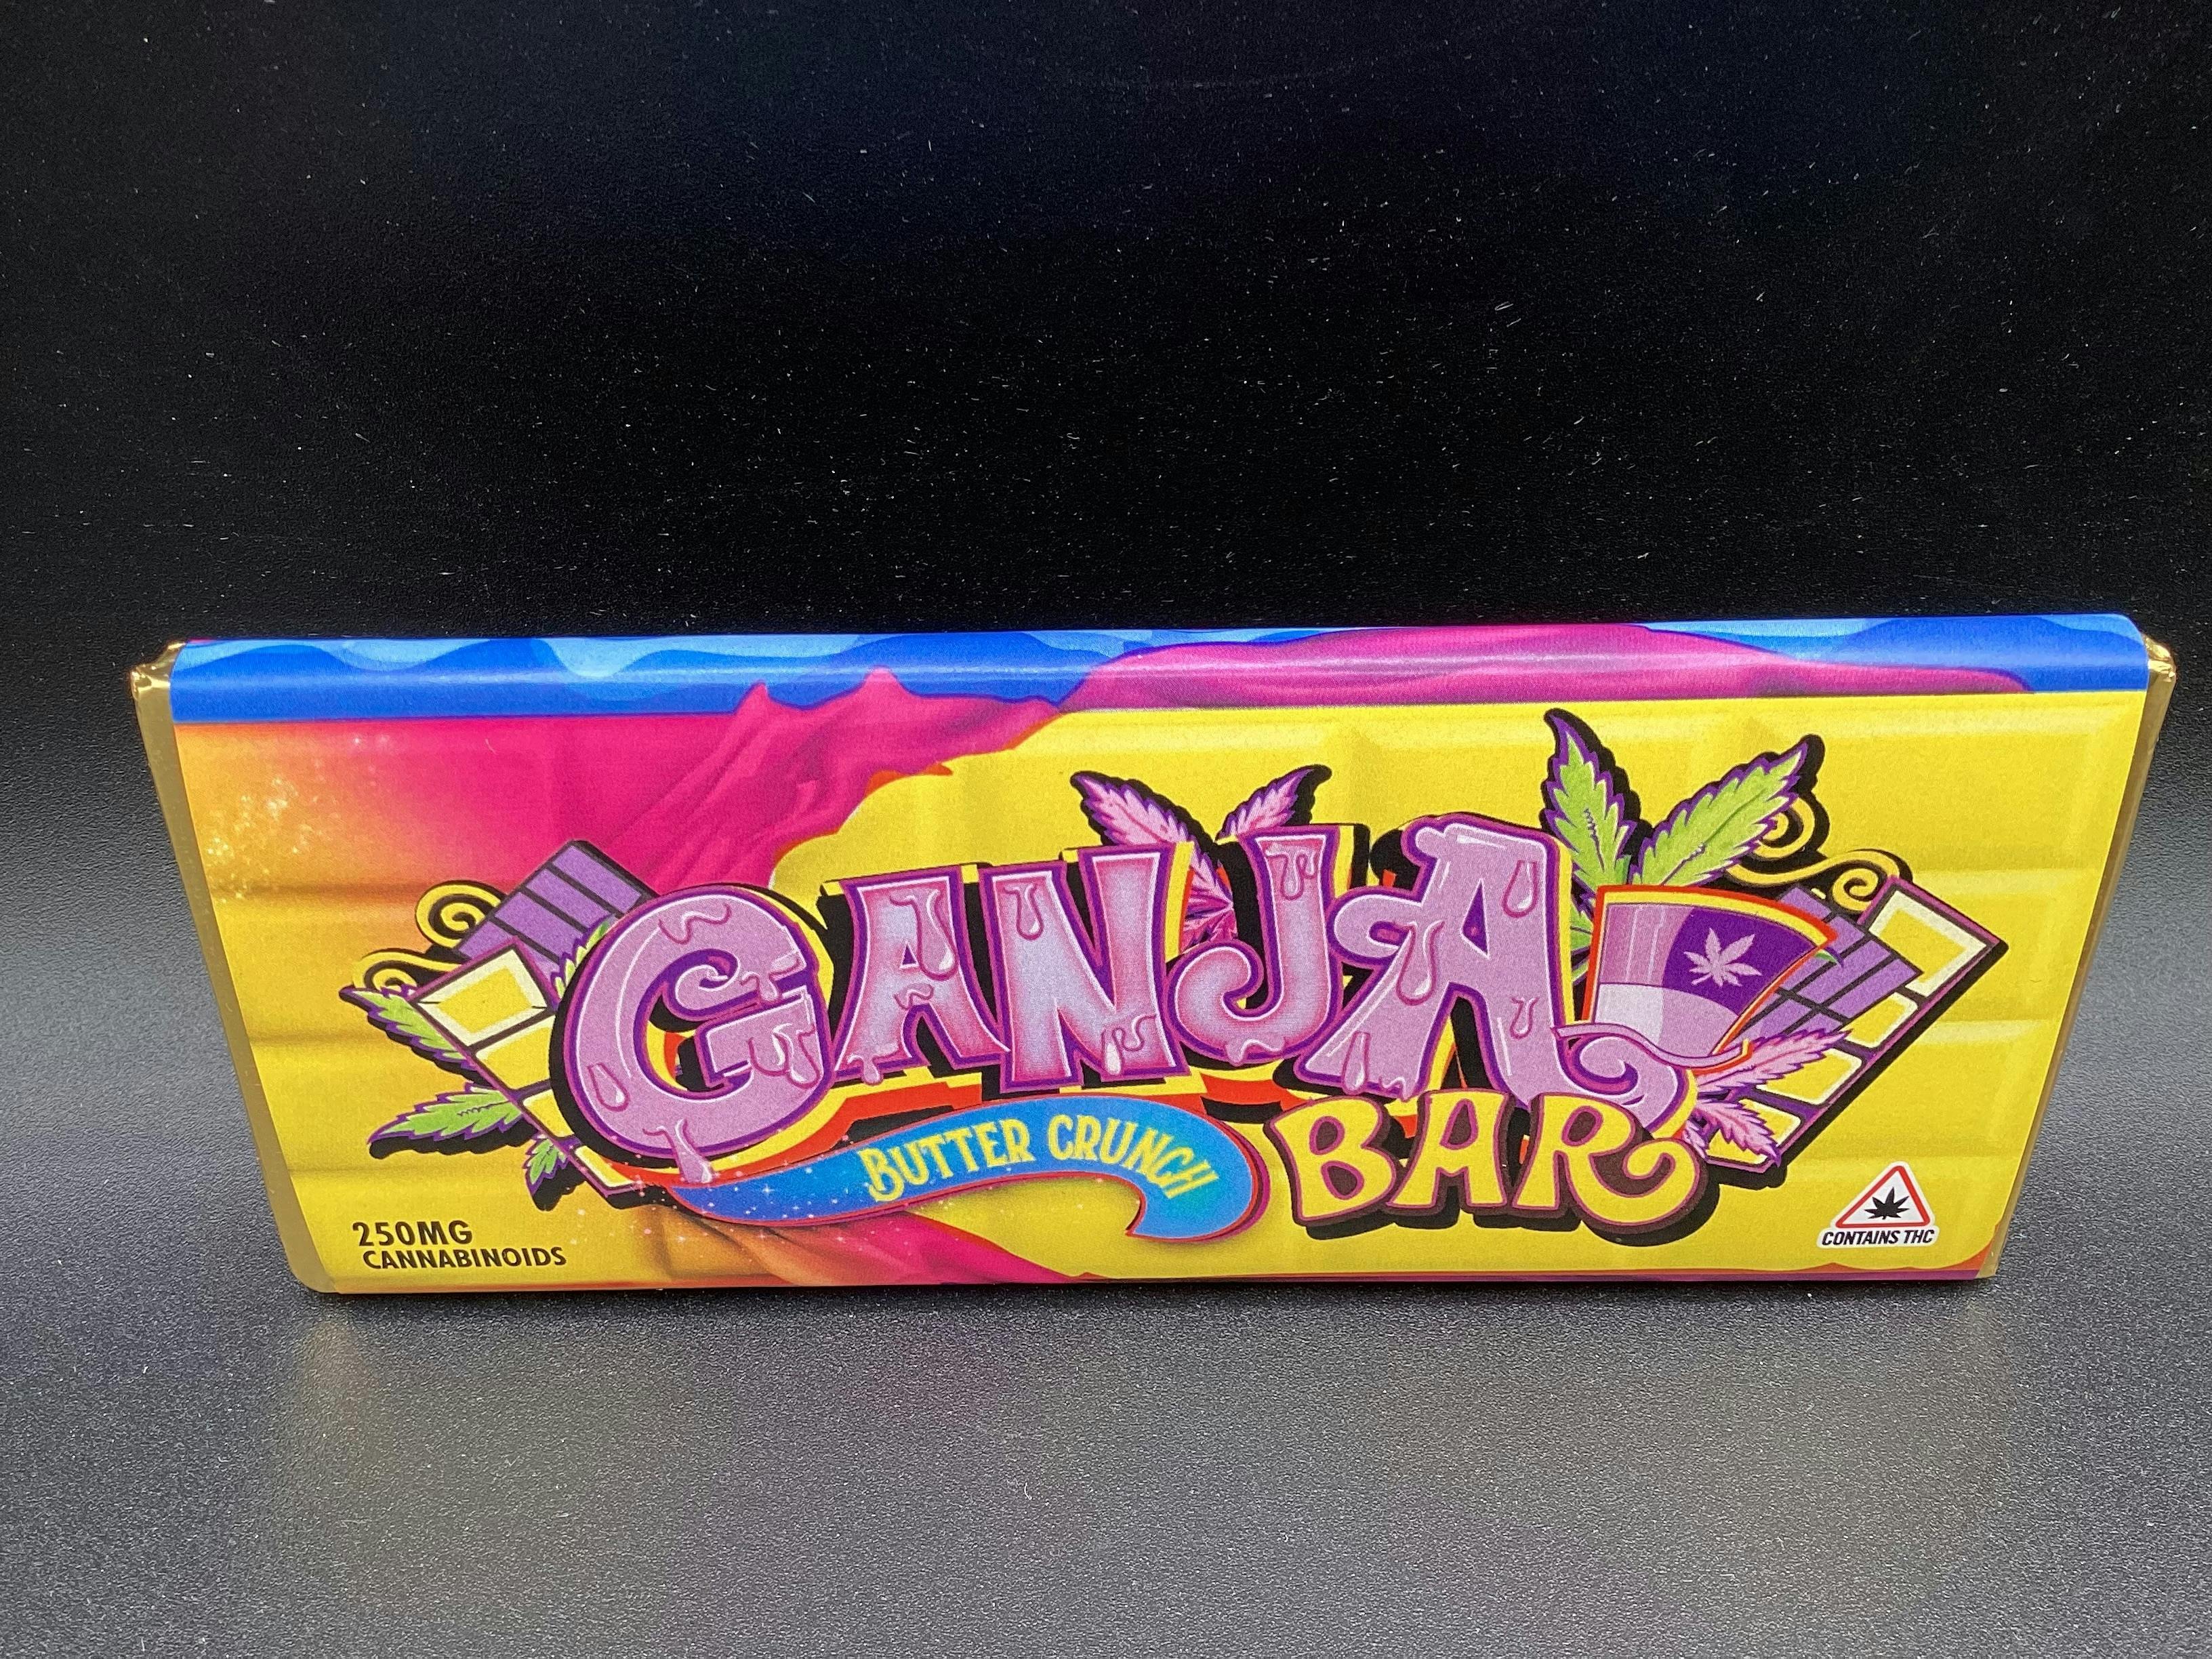 GANJA
BUTTER CRUNCH
BAR
250MG
CANNABINOIDS
CONTAINS THC